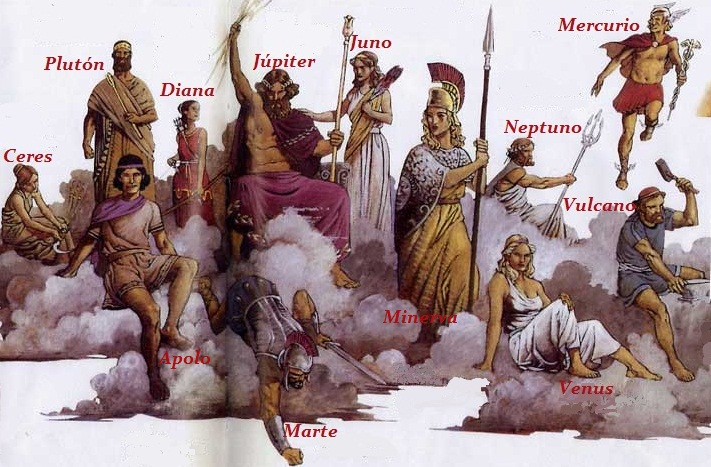 Mercurio
Juno
Júpiter
Plutón
Diana
Neptuno
Ceres
Vulcano
Minerva
Apolo
Venus
Marte